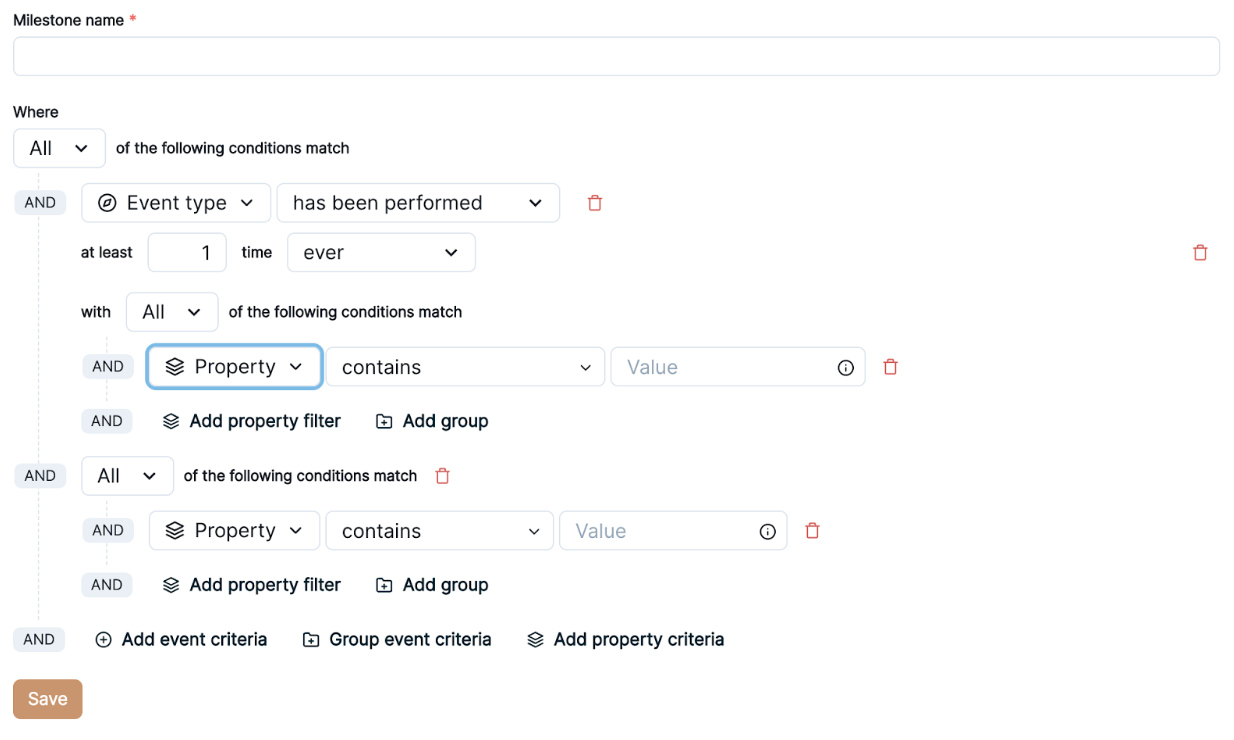 Milestone name *
Where
All of the following conditions match
AND Event type has been performed
at least 1 time ever
with All of the following conditions match
AND Property contains Value
AND Add property filter Add group
AND All of the following conditions match
AND Property contains Value
AND Add property filter Add group
AND Add event criteria Group event criteria Add property criteria
Save